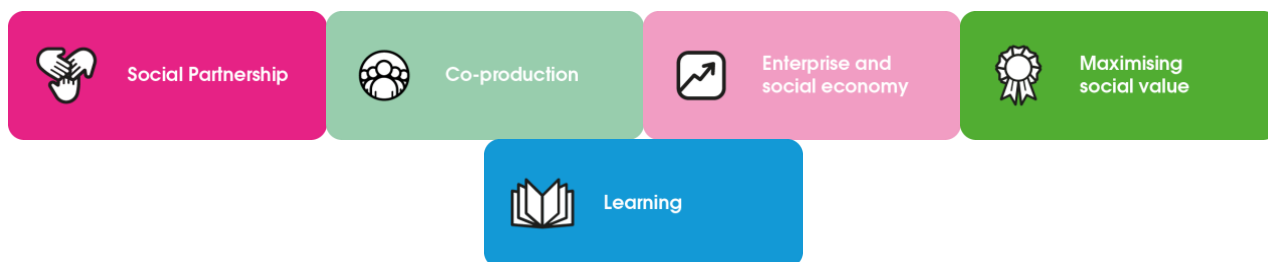 Social Partnership
Co-production
Enterprise and
social economy
Maximising
social value
Learning